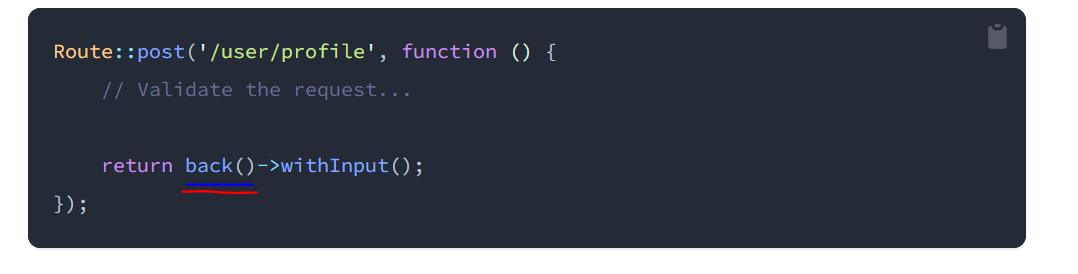 Route::post('/user/profile', function () {
// Validate the request...
return back()->withInput();
});